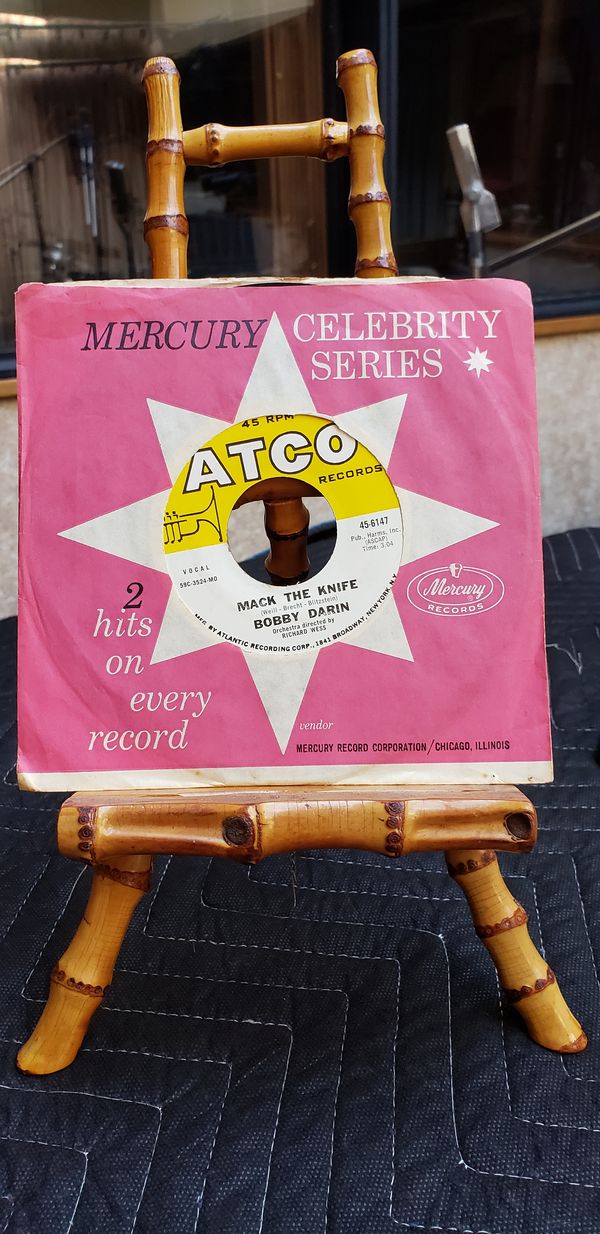 MERCURY CELEBRITY
SERIES
45 RPM
ATCO
RECORDS
45-6147
Pub., Harms, Inc.
(ASCAP)
Time: 3:04
VOCAL
59C-3524-MO
MACK THE KNIFE
(Weill - Brecht - Blitzstein)
BOBBY DARIN
Orchestra directed by
RICHARD WESS
MFG. BY ATLANTIC RECORDING CORP., 1841 BROADWAY, NEW YORK, N.Y.
Mercury
RECORDS
2
hits
on
every
record
vendor
MERCURY RECORD CORPORATION/CHICAGO, ILLINOIS